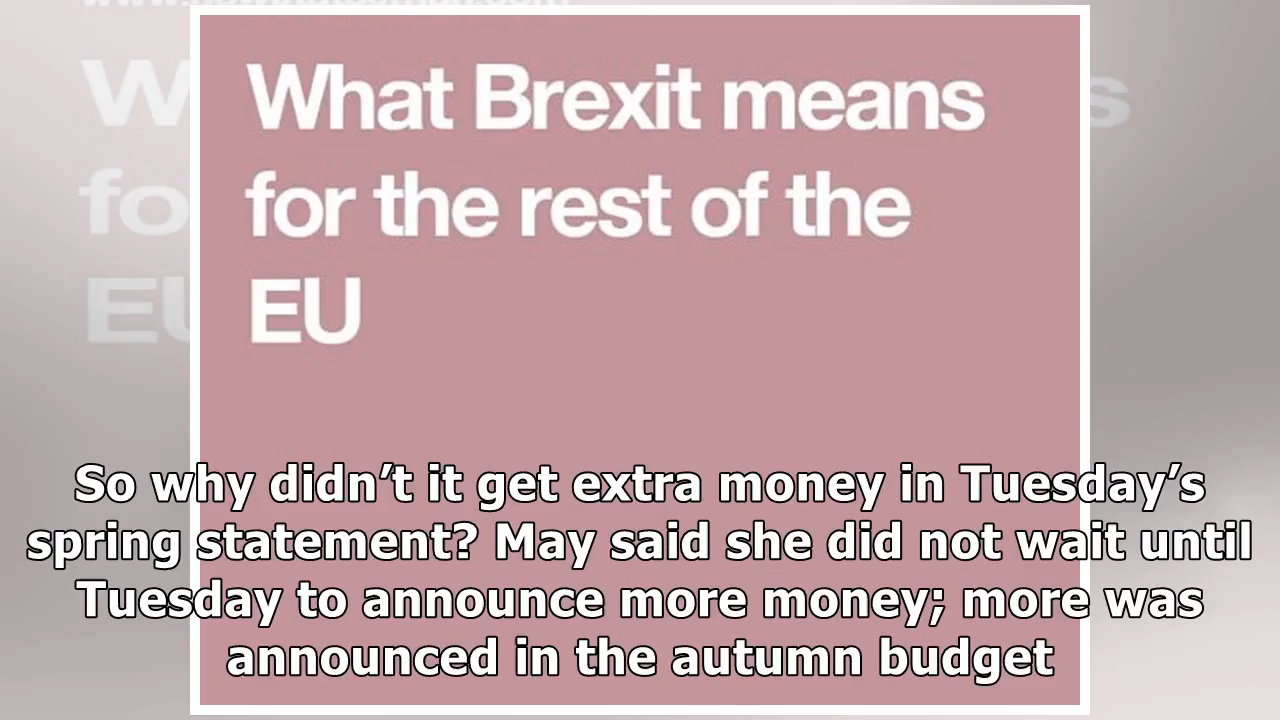 What Brexit means
for the rest of the
EU
So why didn’t it get extra money in Tuesday’s
spring statement? May said she did not wait until
Tuesday to announce more money; more was
announced in the autumn budget